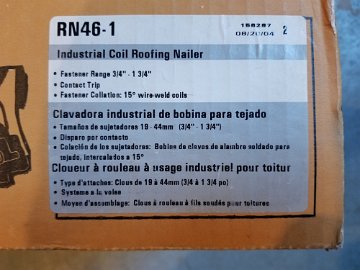 RN46-1
168287 2
08/20/04
Industrial Coil Roofing Nailer
• Fastener Range 3/4" - 1 3/4"
• Contact Trip
• Fastener Collation: 15° wire-weld coils
Clavadora industrial de bobina para tejado
• Tamaños de sujetadores 19 - 44mm (3/4" - 1 3/4")
• Disparo por contacto
• Colación de los sujetadores: Bobina de clavos de alambre soldado para
tejado, intercalados a 15°
Cloueur à rouleau à usage industriel pour toitur
• Type d'attaches: Clous de 19 à 44mm (3/4 à 1 3/4 po)
• Systeme a la volee
• Moyen d'assemblage: Clous à rouleau à fils soudés pour toitures